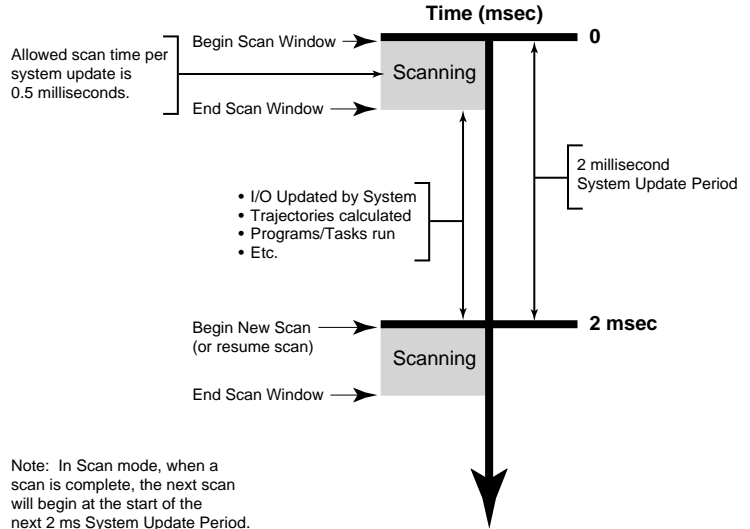 Time (msec)
0
Begin Scan Window
Allowed scan time per
system update is
0.5 milliseconds.
Scanning
End Scan Window
2 millisecond
System Update Period
• I/O Updated by System
• Trajectories calculated
• Programs/Tasks run
• Etc.
Begin New Scan
(or resume scan)
2 msec
Scanning
End Scan Window
Note: In Scan mode, when a
scan is complete, the next scan
will begin at the start of the
next 2 ms System Update Period.